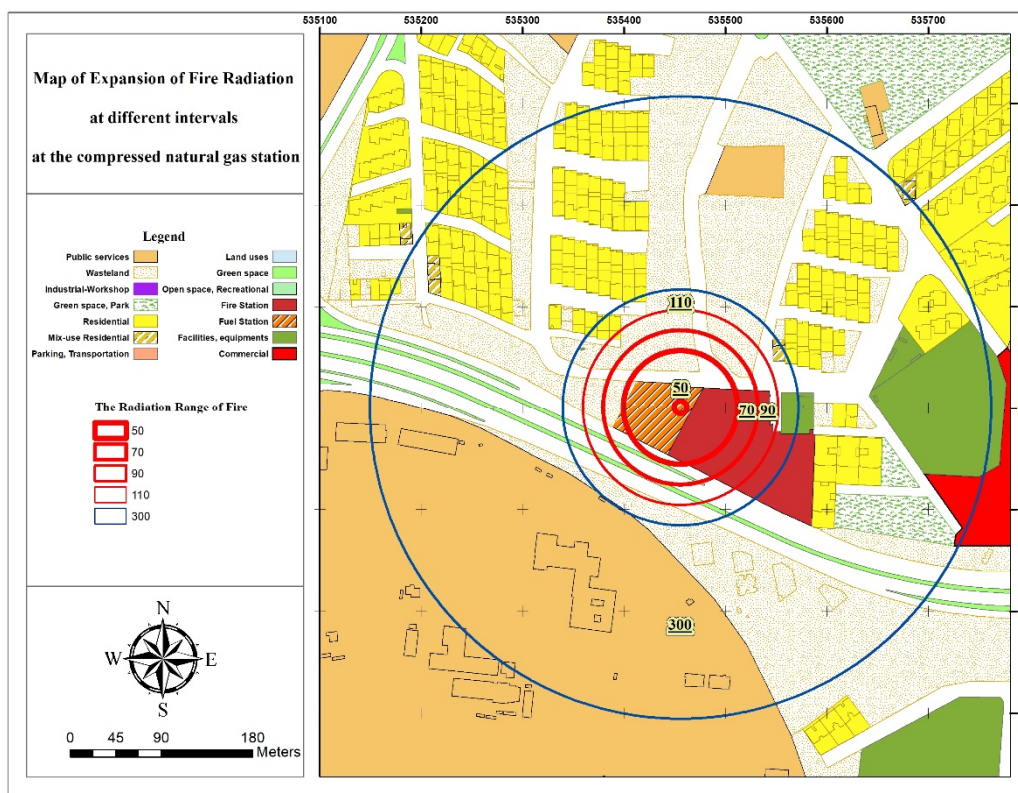 Map of Expansion of Fire Radiation
at different intervals
at the compressed natural gas station
Legend
Public services
Wasteland
Industrial-Workshop
Green space, Park
Residential
Mix-use Residential
Parking, Transportation
Land uses
Green space
Open space, Recreational
Fire Station
Fuel Station
Facilities, equipments
Commercial
The Radiation Range of Fire
50
70
90
110
300
N
W E
S
0 45 90 180
Meters
535100 535200 535300 535400 535500 535600 535700
110
50
70 90
300